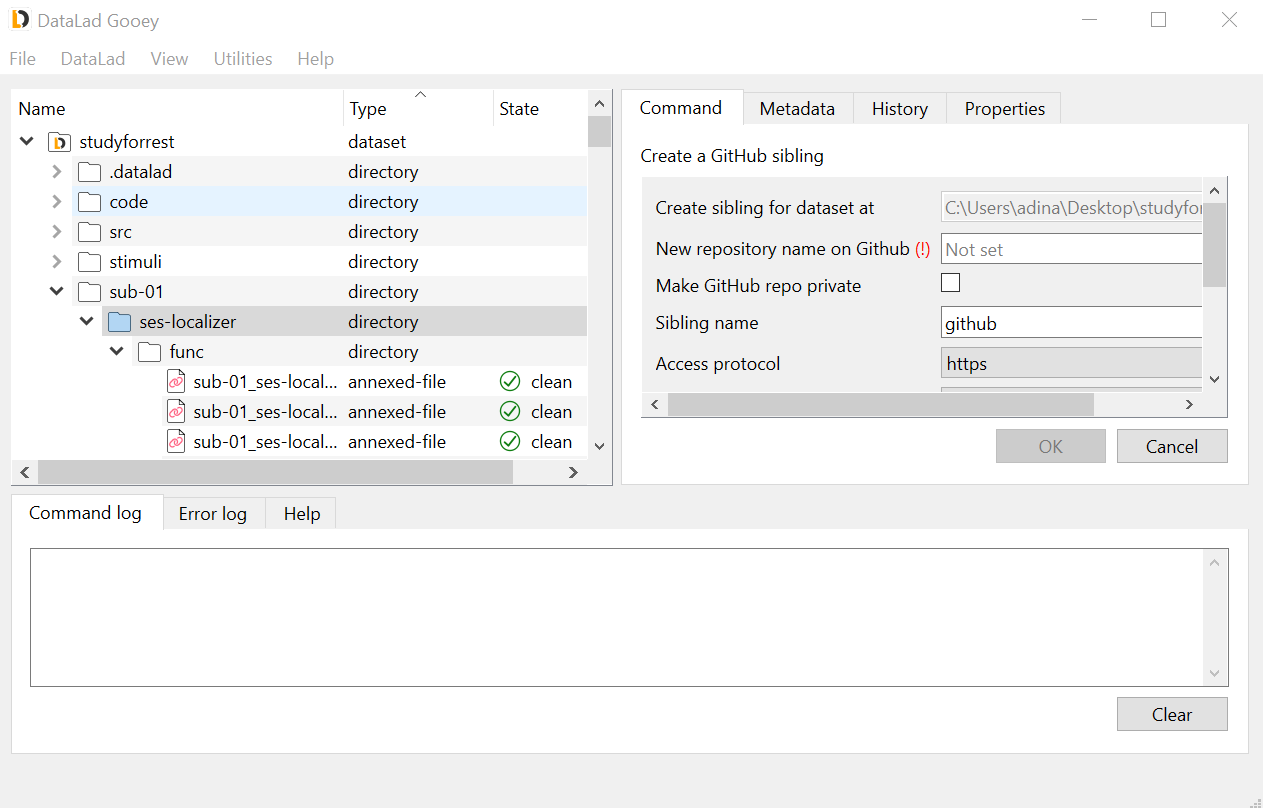 DataLad Gooey
File DataLad View Utilities Help
Name Type State
studyforrest dataset
.datalad directory
code directory
src directory
stimuli directory
sub-01 directory
ses-localizer directory
func directory
sub-01_ses-local... annexed-file clean
sub-01_ses-local... annexed-file clean
sub-01_ses-local... annexed-file clean
Command Metadata History Properties
Create a GitHub sibling
Create sibling for dataset at C:\Users\adina\Desktop\studyfor
New repository name on Github (!) Not set
Make GitHub repo private
Sibling name github
Access protocol https
OK Cancel
Command log Error log Help
Clear